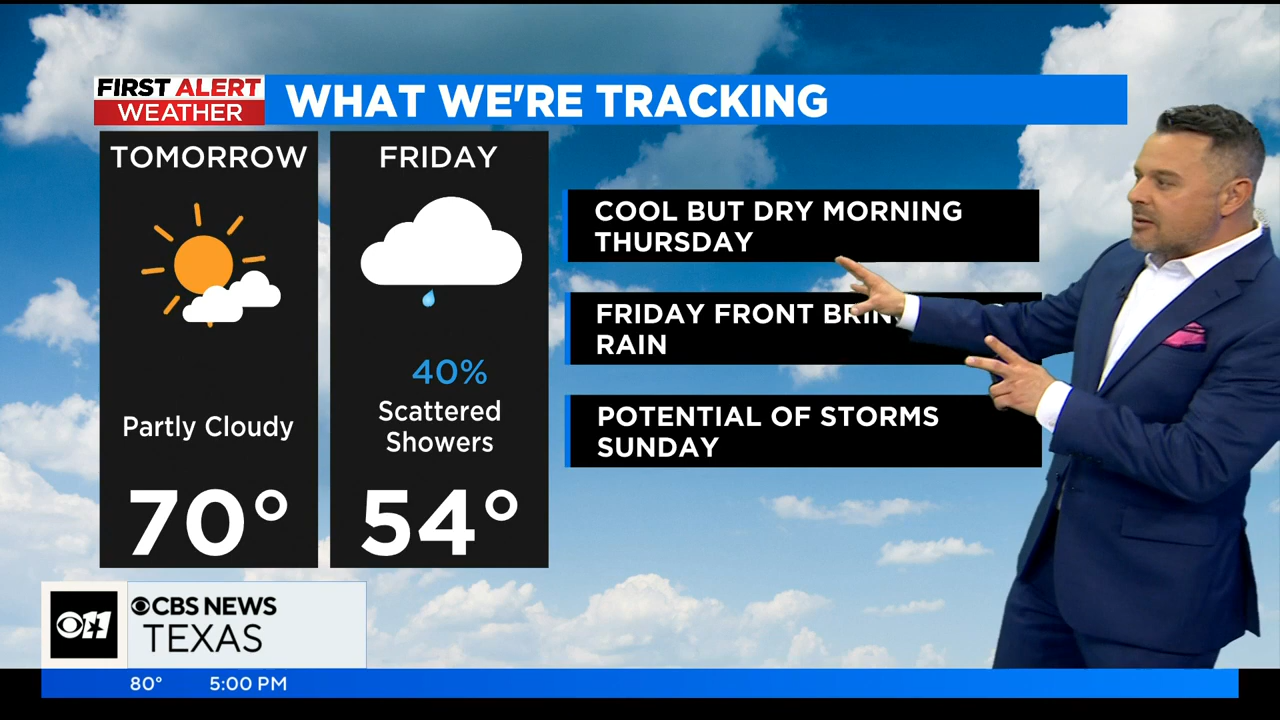 FIRST ALERT
WEATHER
WHAT WE'RE TRACKING
TOMORROW
Partly Cloudy
70°
FRIDAY
40%
Scattered
Showers
54°
COOL BUT DRY MORNING
THURSDAY
FRIDAY FRONT
RAIN
POTENTIAL OF STORMS
SUNDAY
11
CBS NEWS
TEXAS
80° 5:00 PM